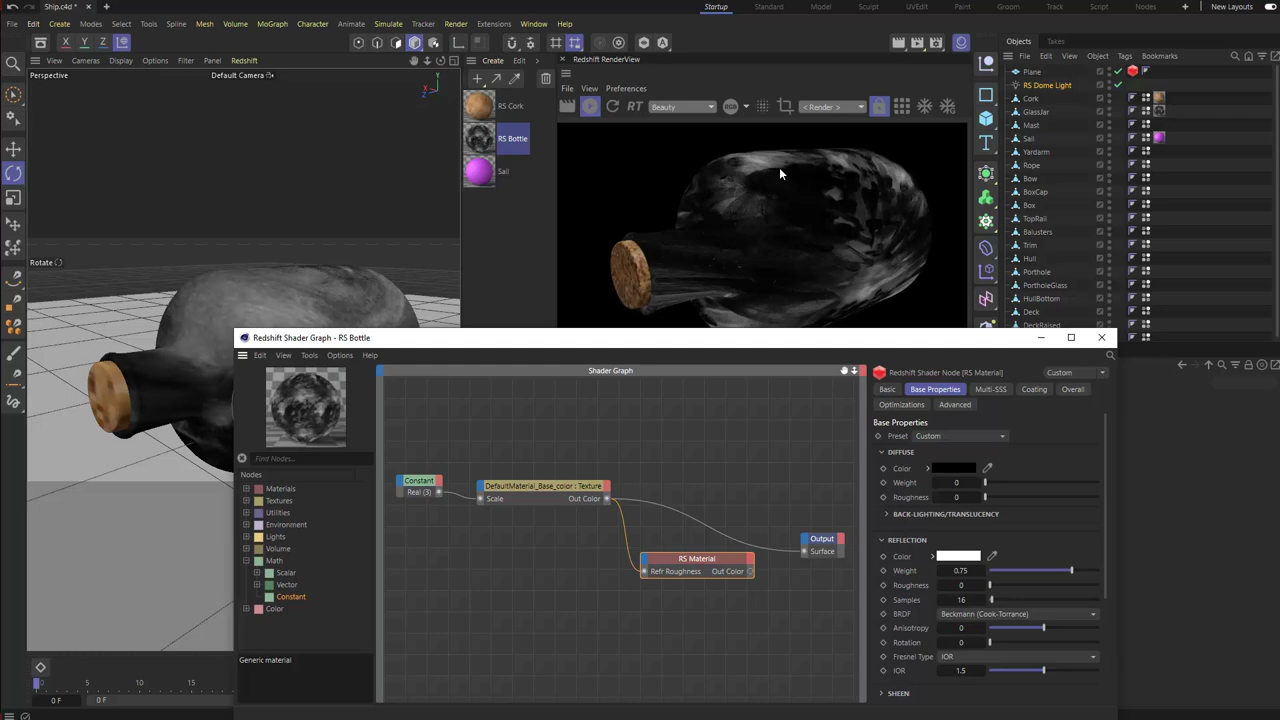 Ship.c4d *
Startup
Standard
Model
Script
UVEdit
Paint
Groom
Track
Script
Nodes
New Layouts
File
Edit
Create
Modes
Select
Tools
Spline
Mesh
Volume
MoGraph
Character
Animate
Simulate
Tracker
Render
Extensions
Window
Help
X
Y
Z
Objects
Takes
View
Cameras
Display
Options
Filter
Panel
Redshift
Create
Edit
Redshift RenderView
File
Edit
View
Object
Tags
Bookmarks
Perspective
Default Camera
Y
X
Z
RS Cork
RS Bottle
Sail
File
View
Preferences
RT
Beauty
RGB
< Render >
Plane
RS Dome Light
Cork
GlassJar
Mast
Sail
Yardarm
Rope
Bow
BoxCap
Box
TopRail
Balusters
Trim
Hull
Porthole
PortholeGlass
HullBottom
Deck
DeckRaised
Rotate
Redshift Shader Graph - RS Bottle
Edit
View
Tools
Options
Help
Find Nodes...
Nodes
Materials
Textures
Utilities
Environment
Lights
Volume
Math
Scalar
Vector
Constant
Color
Generic material
Shader Graph
Constant
Real (3)
DefaultMaterial_Base_color : Texture
Scale
Out Color
RS Material
Refr Roughness
Out Color
Output
Surface
Redshift Shader Node [RS Material]
Custom
Basic
Base Properties
Multi-SSS
Coating
Overall
Optimizations
Advanced
Base Properties
Preset
Custom
DIFFUSE
Color
Weight
0
Roughness
0
BACK-LIGHTING/TRANSLUCENCY
REFLECTION
Color
Weight
0.75
Roughness
0
Samples
16
BRDF
Beckmann (Cook-Torrance)
Anisotropy
0
Rotation
0
Fresnel Type
IOR
IOR
1.5
SHEEN
0
5
10
15
0 F
0 F